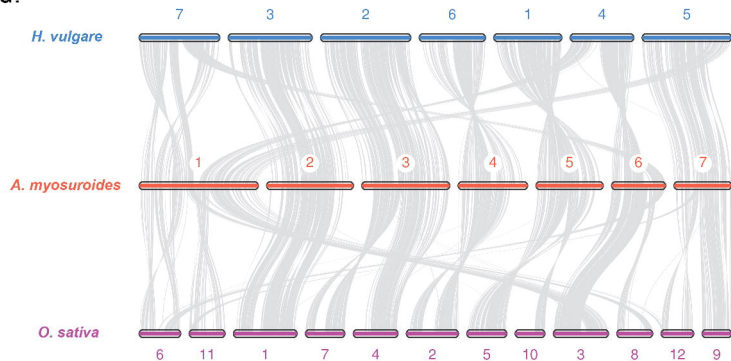 7 3 2 6 1 4 5
H. vulgare
1 2 3 4 5 6 7
A. myosuroides
O. sativa
6 11 1 7 4 2 5 10 3 8 12 9